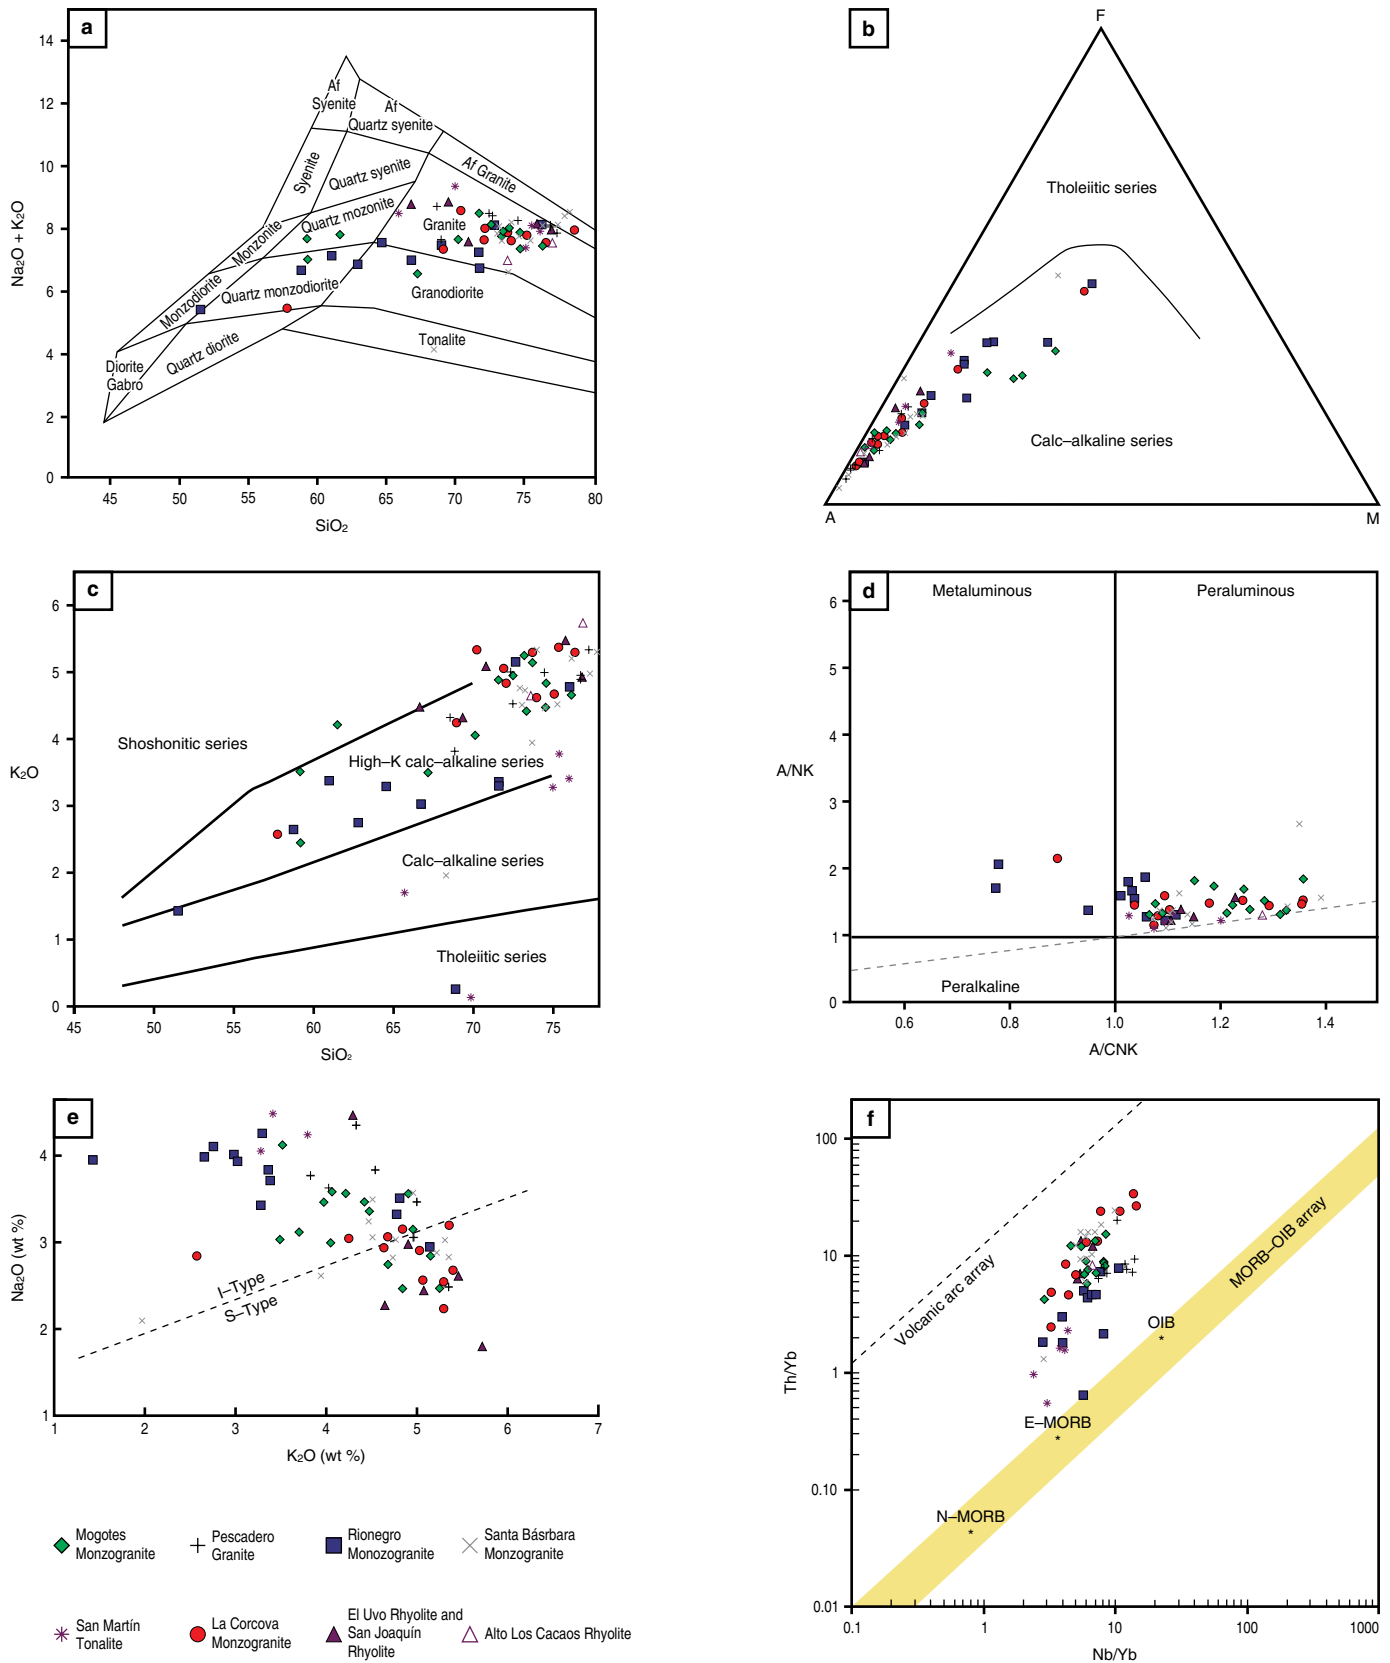 a
14
12
10
8
6
4
2
0
Na₂O + K₂O
45
50
55
60
65
70
75
80
SiO₂
Af
Syenite
Af
Quartz syenite
Syenite
Quartz syenite
Af Granite
Monzonite
Quartz mozonite
Granite
Monzodiorite
Quartz monzodiorite
Granodiorite
Diorite
Gabro
Quartz diorite
Tonalite
b
F
Tholeiitic series
Calc–alkaline series
A
M
c
6
5
4
3
2
1
0
K₂O
45
50
55
60
65
70
75
SiO₂
Shoshonitic series
High–K calc–alkaline series
Calc–alkaline series
Tholeiitic series
d
Metaluminous
Peraluminous
6
5
4
3
2
1
0
A/NK
Peralkaline
0.6
0.8
1.0
1.2
1.4
A/CNK
e
4
3
2
1
Na₂O (wt %)
I–Type
S–Type
1
2
3
4
5
6
7
K₂O (wt %)
f
100
10
1
0.10
0.01
Th/Yb
Volcanic arc array
MORB–OIB array
OIB
E–MORB
N–MORB
0.1
1
10
100
1000
Nb/Yb
Mogotes
Monzogranite
Pescadero
Granite
Rionegro
Monozogranite
Santa Básrbara
Monzogranite
San Martín
Tonalite
La Corcova
Monzogranite
El Uvo Rhyolite and
San Joaquín
Rhyolite
Alto Los Cacaos Rhyolite